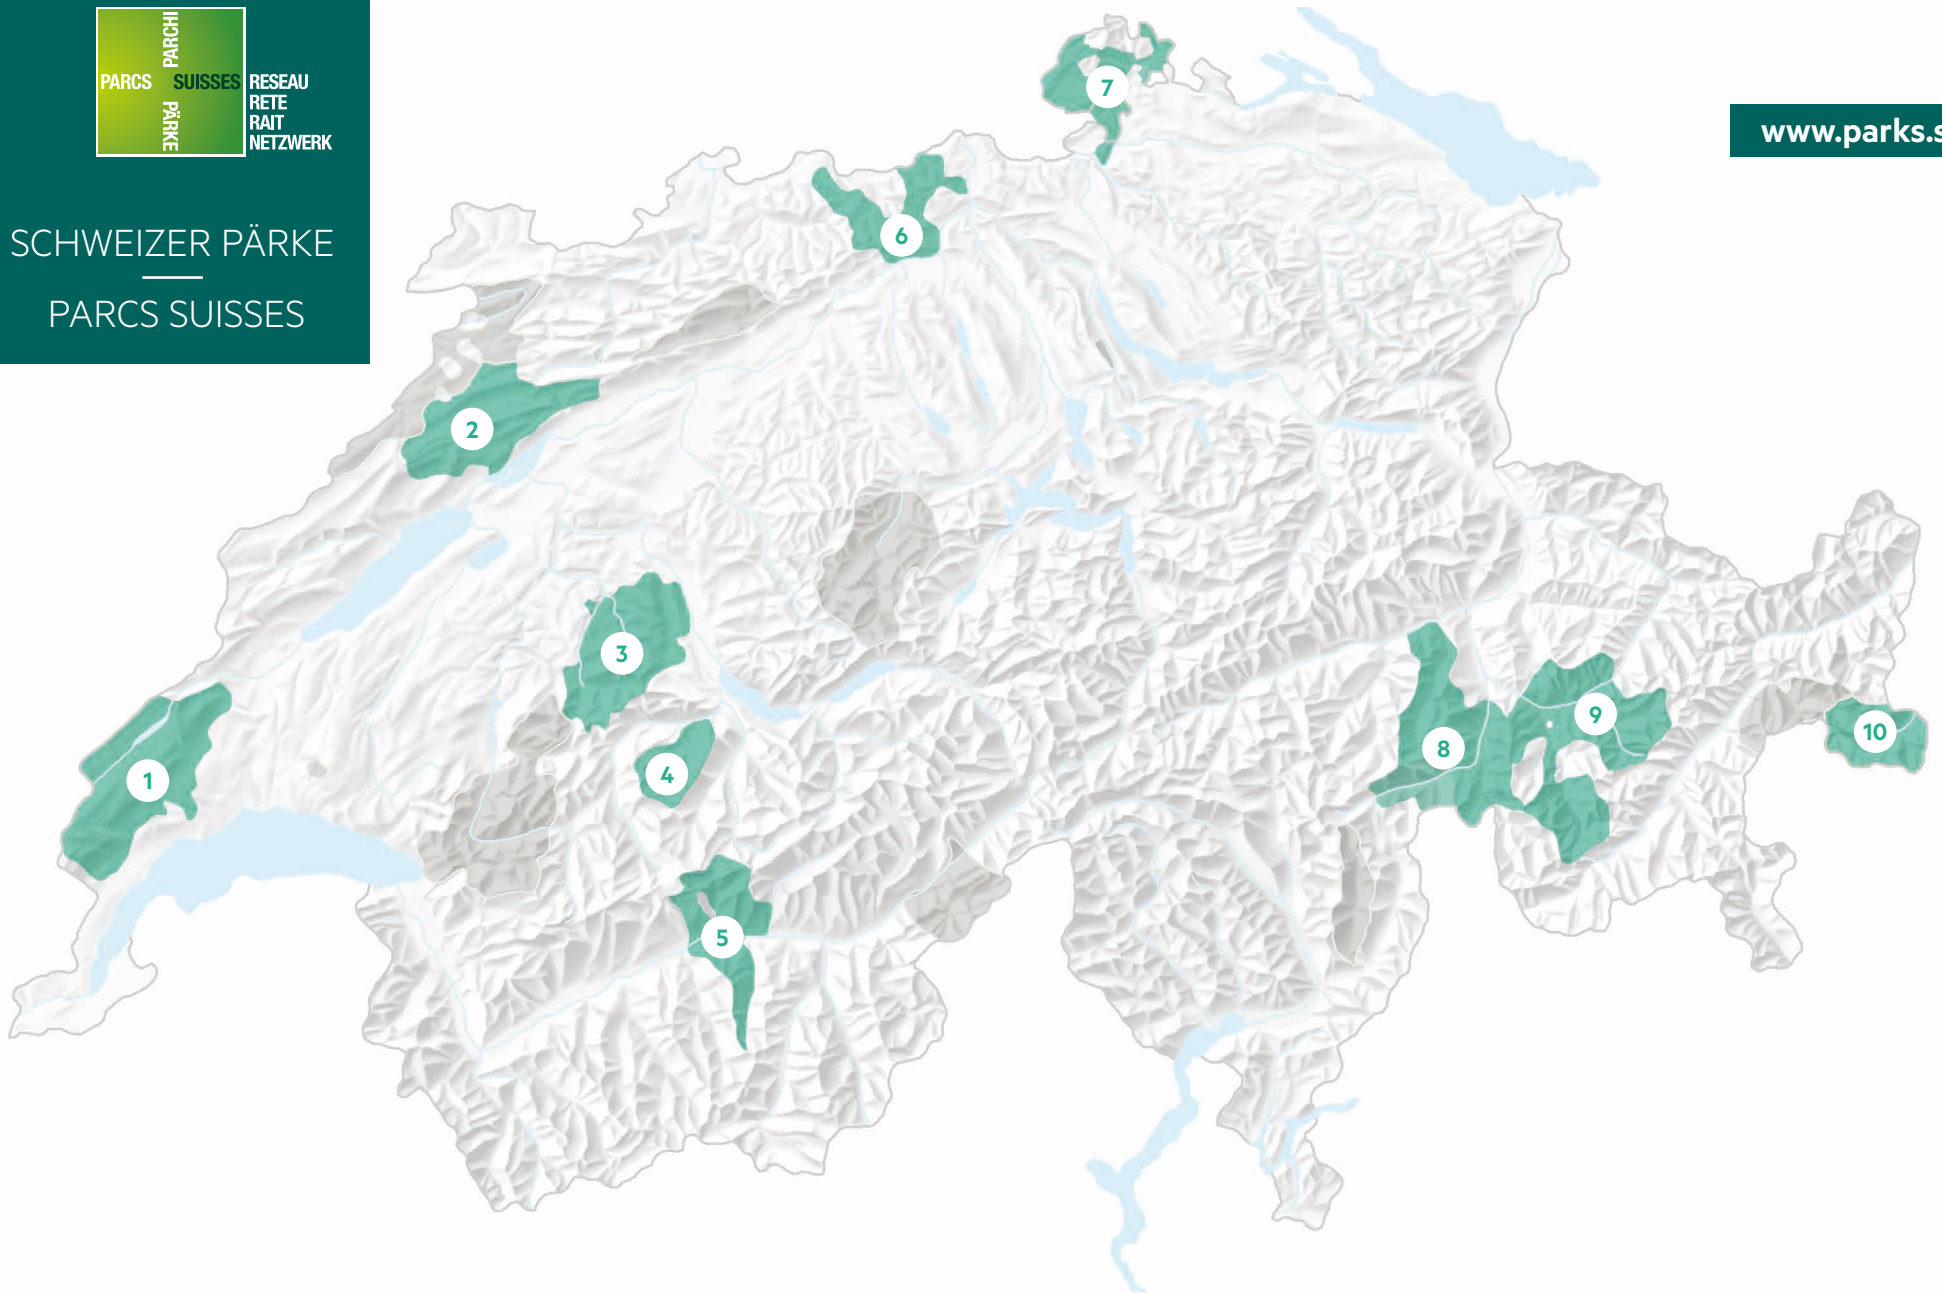 PARCHI
PARCS SUISSES
PÄRKE
RESEAU
RETE
RAIT
NETZWERK
SCHWEIZER PÄRKE
PARCS SUISSES
www.parks.s
7
6
2
3
1
4
5
8
9
10